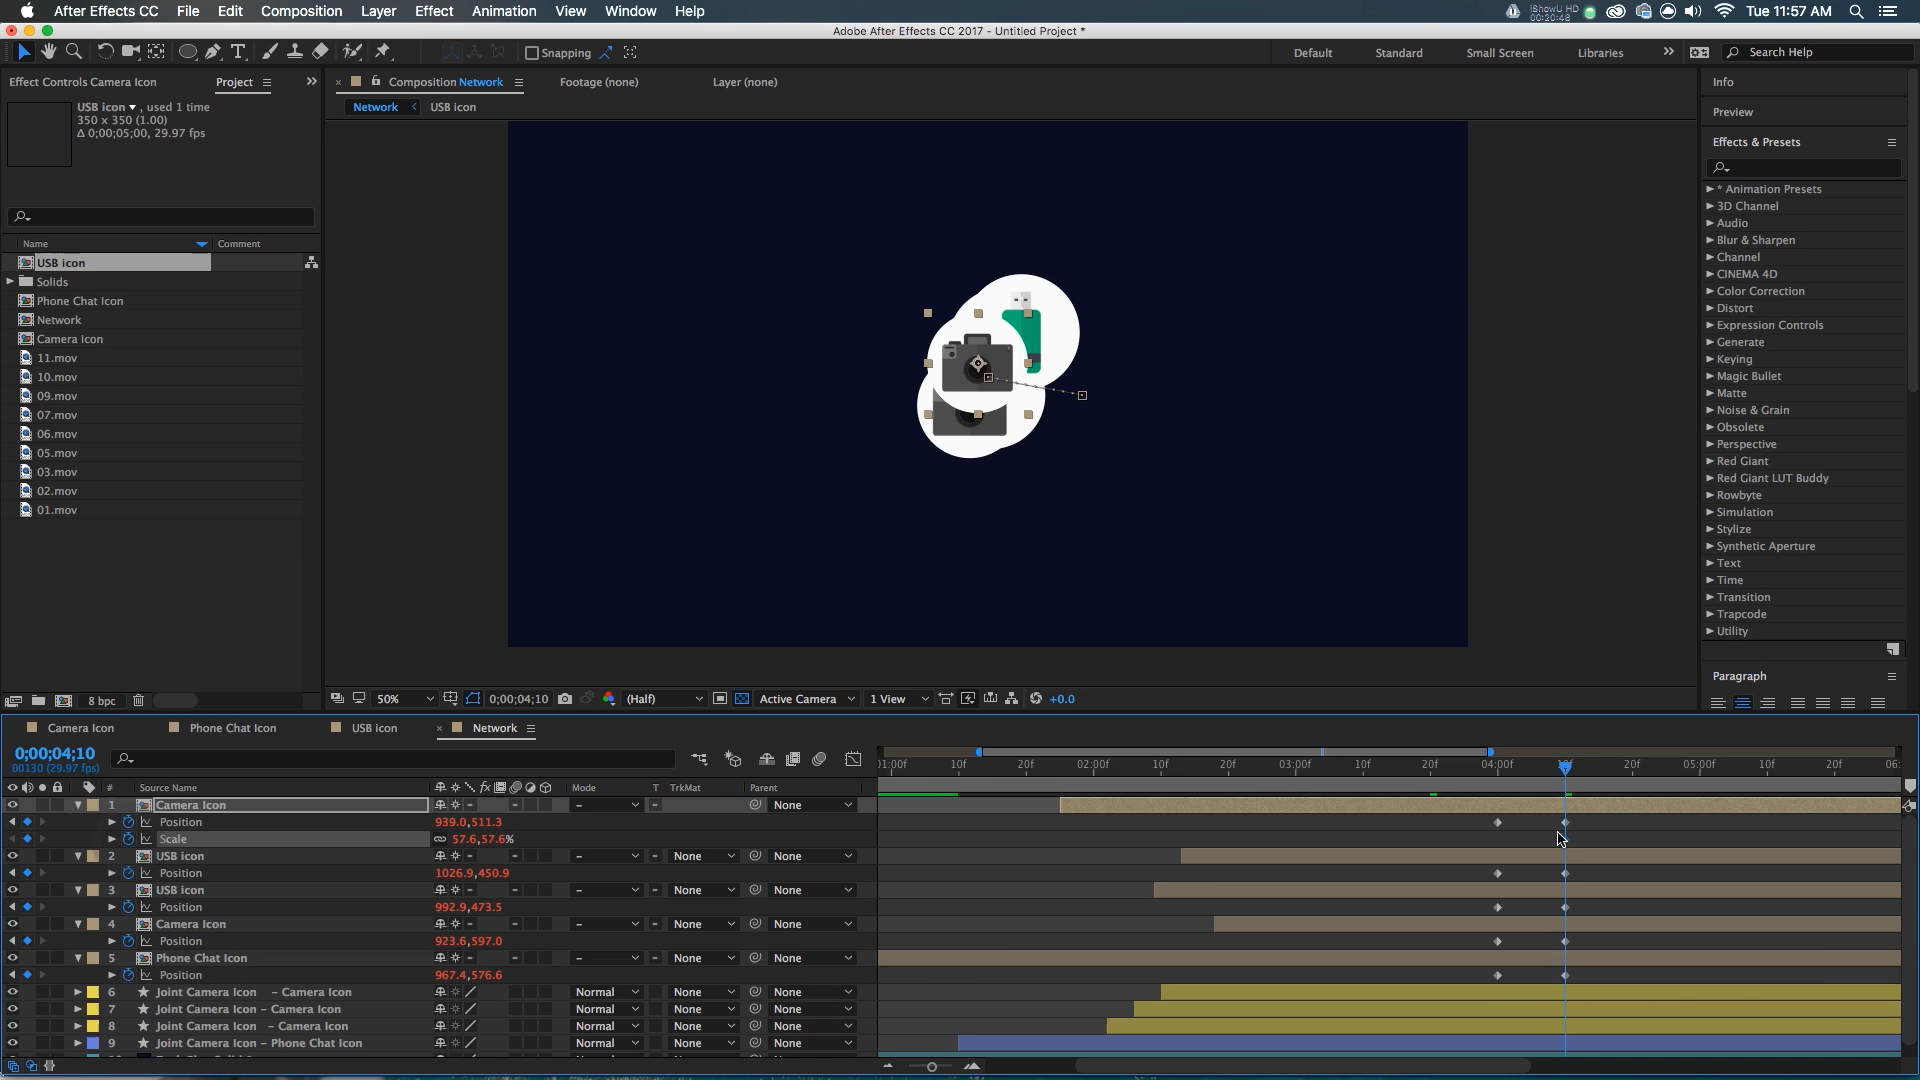 After Effects CC File Edit Composition Layer Effect Animation View Window Help
iShowU HD
00:20:48
Tue 11:57 AM
Adobe After Effects CC 2017 - Untitled Project *
Snapping
Default Standard Small Screen Libraries
Search Help
Effect Controls Camera Icon Project
Composition Network Footage (none) Layer (none)
Network USB icon
USB icon , used 1 time
350 x 350 (1.00)
Δ 0;00;05;00, 29.97 fps
Name Comment
USB icon
Solids
Phone Chat Icon
Network
Camera Icon
11.mov
10.mov
09.mov
07.mov
06.mov
05.mov
03.mov
02.mov
01.mov
8 bpc
50% 0;00;04;10 (Half) Active Camera 1 View +0.0
Info
Preview
Effects & Presets
* Animation Presets
3D Channel
Audio
Blur & Sharpen
Channel
CINEMA 4D
Color Correction
Distort
Expression Controls
Generate
Keying
Magic Bullet
Matte
Noise & Grain
Obsolete
Perspective
Red Giant
Red Giant LUT Buddy
Rowbyte
Simulation
Stylize
Synthetic Aperture
Text
Time
Transition
Trapcode
Utility
Paragraph
Camera Icon Phone Chat Icon USB icon Network
0;00;04;10
00130 (29.97 fps)
01:00f 10f 20f 02:00f 10f 20f 03:00f 10f 20f 04:00f 10f 20f 05:00f 10f 20f 06:
# Source Name Mode T TrkMat Parent
1 Camera Icon - None
Position 939.0,511.3
Scale 57.6,57.6%
2 USB icon - None None
Position 1026.9,450.9
3 USB icon - None None
Position 992.9,473.5
4 Camera Icon - None None
Position 923.6,597.0
5 Phone Chat Icon - None None
Position 967.4,576.6
6 Joint Camera Icon - Camera Icon Normal None None
7 Joint Camera Icon - Camera Icon Normal None None
8 Joint Camera Icon - Camera Icon Normal None None
9 Joint Camera Icon - Phone Chat Icon Normal None None